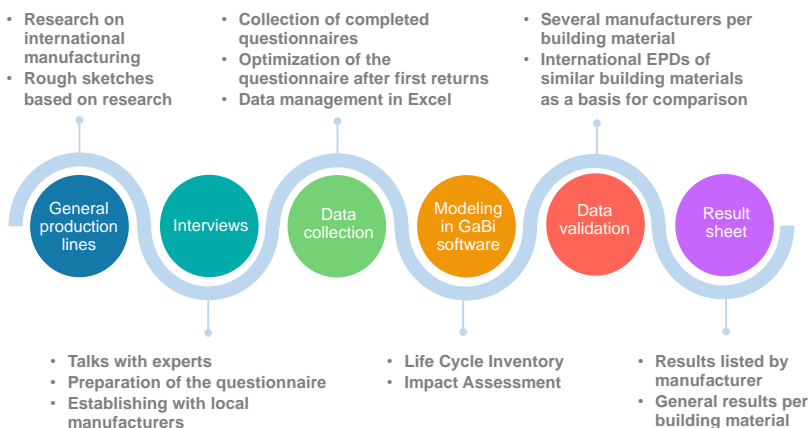 • Research on
international
manufacturing
• Rough sketches
based on research
• Collection of completed
questionnaires
• Optimization of the
questionnaire after first returns
• Data management in Excel
• Several manufacturers per
building material
• International EPDs of
similar building materials
as a basis for comparison
General
production
lines
Interviews
Data
collection
Modeling
in GaBi
software
Data
validation
Result
sheet
• Talks with experts
• Preparation of the questionnaire
• Establishing with local
manufacturers
• Life Cycle Inventory
• Impact Assessment
• Results listed by
manufacturer
• General results per
building material